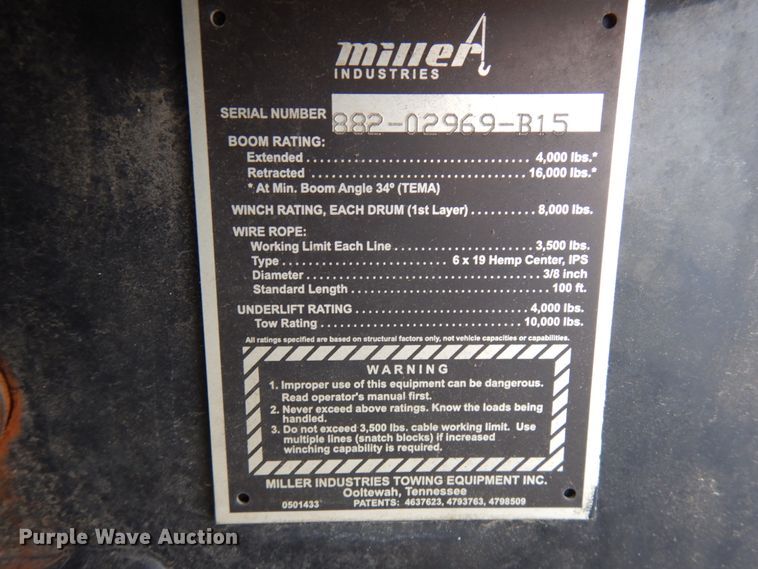 miller
INDUSTRIES
SERIAL NUMBER 882-02969-B15
BOOM RATING:
Extended........................................ 4,000 lbs.*
Retracted....................................... 16,000 lbs.*
* At Min. Boom Angle 34º (TEMA)
WINCH RATING, EACH DRUM (1st Layer).......... 8,000 lbs.
WIRE ROPE:
Working Limit Each Line............................. 3,500 lbs.
Type.............................. 6 x 19 Hemp Center, IPS
Diameter.......................................... 3/8 inch
Standard Length.................................... 100 ft.
UNDERLIFT RATING................................ 4,000 lbs.
Tow Rating..................................... 10,000 lbs.
All ratings specified are based on structural factors only, not vehicle capacities or capabilities.
WARNING
1. Improper use of this equipment can be dangerous.
Read operator's manual first.
2. Never exceed above ratings. Know the loads being
handled.
3. Do not exceed 3,500 lbs. cable working limit. Use
multiple lines (snatch blocks) if increased
winching capability is required.
MILLER INDUSTRIES TOWING EQUIPMENT INC.
Ooltewah, Tennessee
0501433 PATENTS: 4637623, 4793763, 4798509
Purple Wave Auction